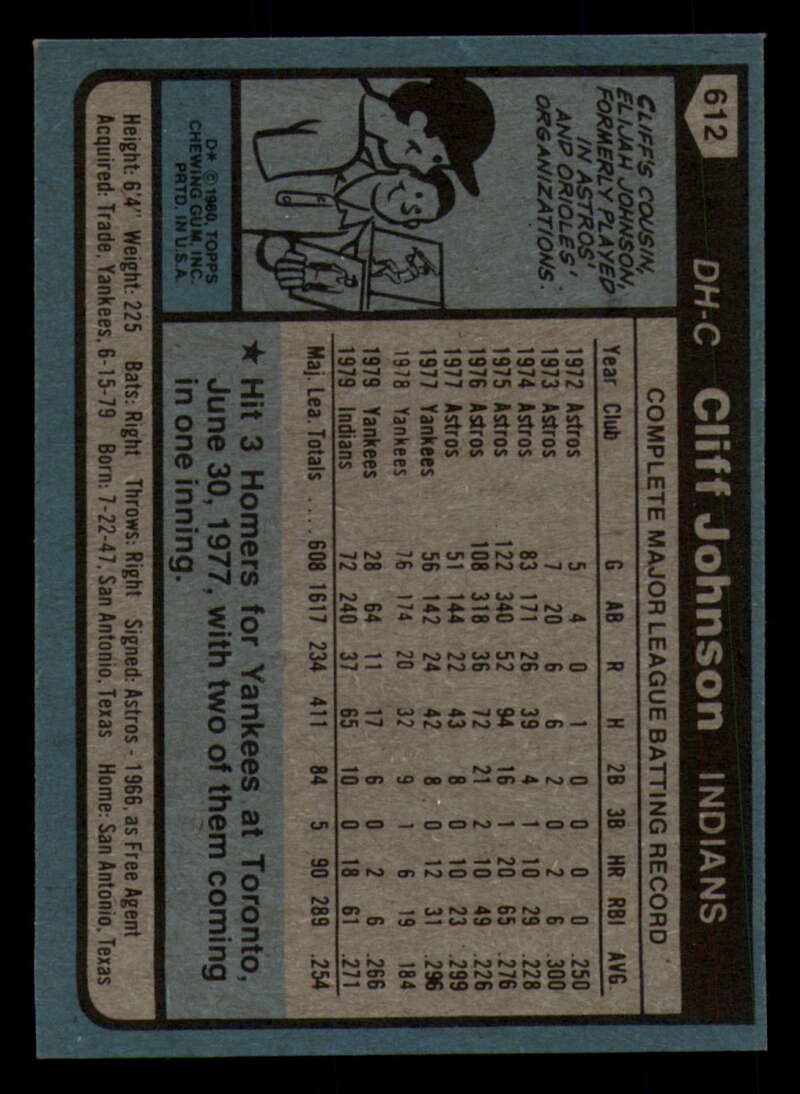 612
DH-C Cliff Johnson INDIANS
CLIFF'S COUSIN,
ELIJAH JOHNSON,
FORMERLY PLAYED
IN ASTROS'
AND ORIOLES'
ORGANIZATIONS.
D* © 1980, TOPPS
CHEWING GUM, INC.
PRTD. IN U.S.A.
COMPLETE MAJOR LEAGUE BATTING RECORD
Year Club G AB R H 2B 3B HR RBI AVG.
1972 Astros 5 4 0 1 0 0 0 0 .250
1973 Astros 7 20 6 6 2 0 2 6 .300
1974 Astros 83 171 26 39 4 1 10 29 .228
1975 Astros 122 340 52 94 16 1 20 65 .276
1976 Astros 108 318 36 72 21 2 10 49 .226
1977 Astros 51 144 22 43 8 0 10 23 .299
1977 Yankees 56 142 24 42 8 0 12 31 .296
1978 Yankees 76 174 20 32 9 1 6 19 .184
1979 Yankees 28 64 11 17 6 0 2 6 .266
1979 Indians 72 240 37 65 10 0 18 61 .271
Maj. Lea. Totals .... 608 1617 234 411 84 5 90 289 .254
★ Hit 3 Homers for Yankees at Toronto,
June 30, 1977, with two of them coming
in one inning.
Height: 6'4" Weight: 225 Bats: Right Throws: Right Signed: Astros - 1966, as Free Agent
Acquired: Trade, Yankees, 6-15-79 Born: 7-22-47, San Antonio, Texas Home: San Antonio, Texas